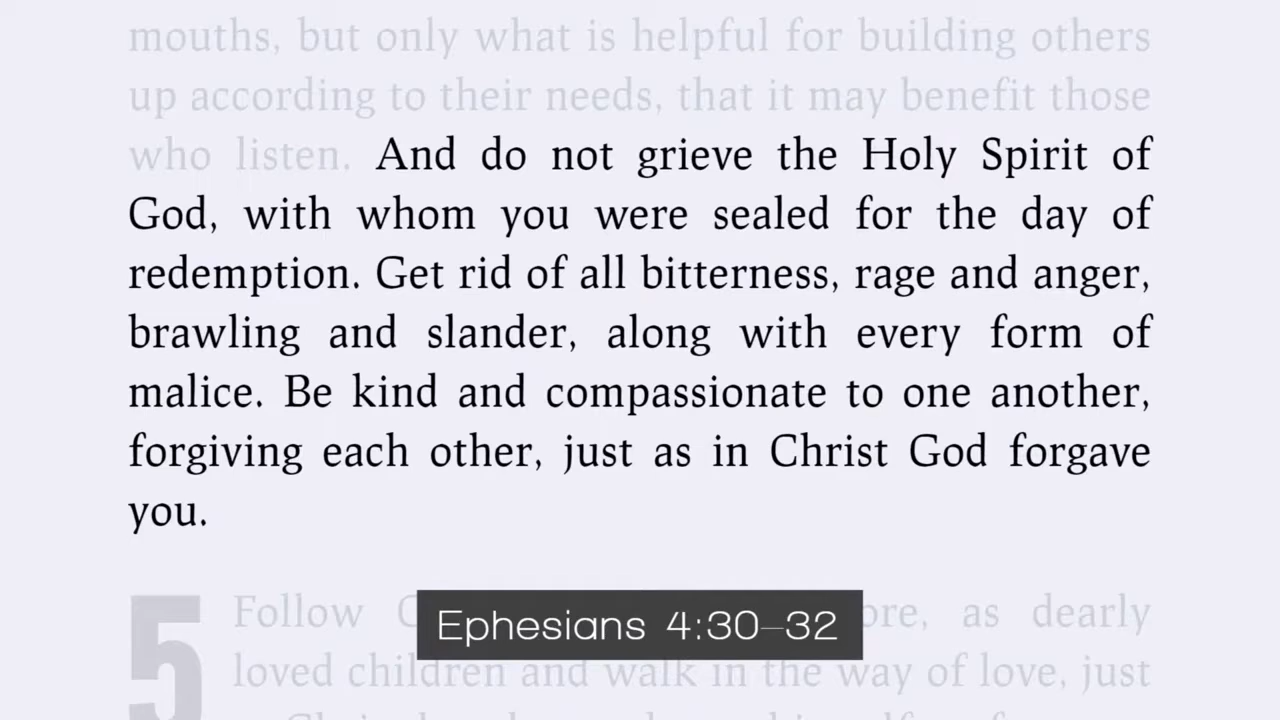 mouths, but only what is helpful for building others
up according to their needs, that it may benefit those
who listen. And do not grieve the Holy Spirit of
God, with whom you were sealed for the day of
redemption. Get rid of all bitterness, rage and anger,
brawling and slander, along with every form of
malice. Be kind and compassionate to one another,
forgiving each other, just as in Christ God forgave
you.
5 Follow ore, as dearly
Ephesians 4:30–32
loved children and walk in the way of love, just